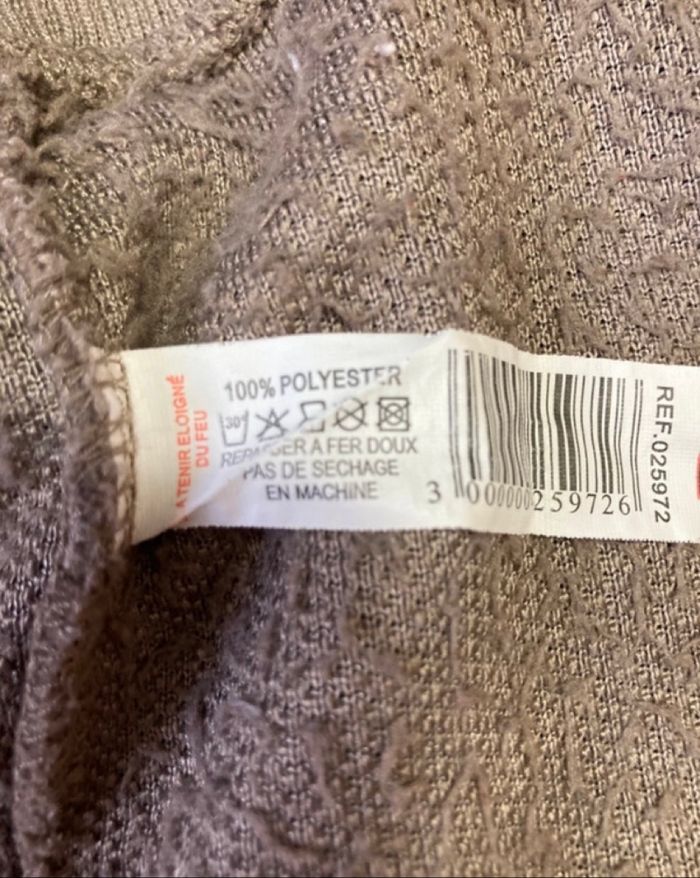 A TENIR ELOIGNÉ
DU FEU
100% POLYESTER
30°
REPASSER A FER DOUX
PAS DE SECHAGE
EN MACHINE
3 000000 259726
REF.025972